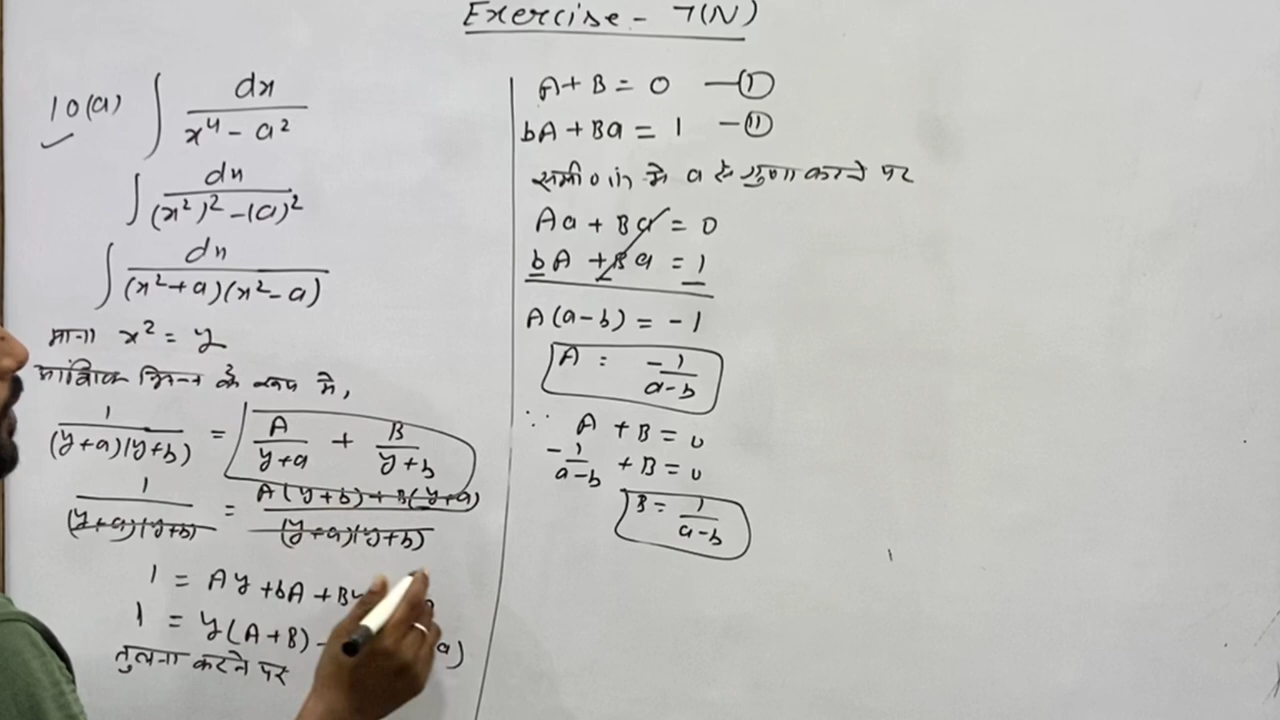 Exercise - 7(N)
10(a) ∫ dx / (x⁴ - a²)
∫ dx / ((x²)² - (a)²)
∫ dx / ((x²+a)(x²-a))
माना x² = y
आंशिक भिन्न के रूप में,
1 / ((y+a)(y+b)) = A / (y+a) + B / (y+b)
1 / ((y+a)(y+b)) = (A(y+b) + B(y+a)) / ((y+a)(y+b))
1 = Ay + bA + By
1 = y(A+B) a)
तुलना करने पर
A + B = 0 —(I)
bA + Ba = 1 —(II)
समी० (i) में a से गुणा करने पर
Aa + Ba = 0
bA + Ba = 1
A(a-b) = -1
A = -1 / (a-b)
∵ A + B = 0
-1 / (a-b) + B = 0
B = 1 / (a-b)